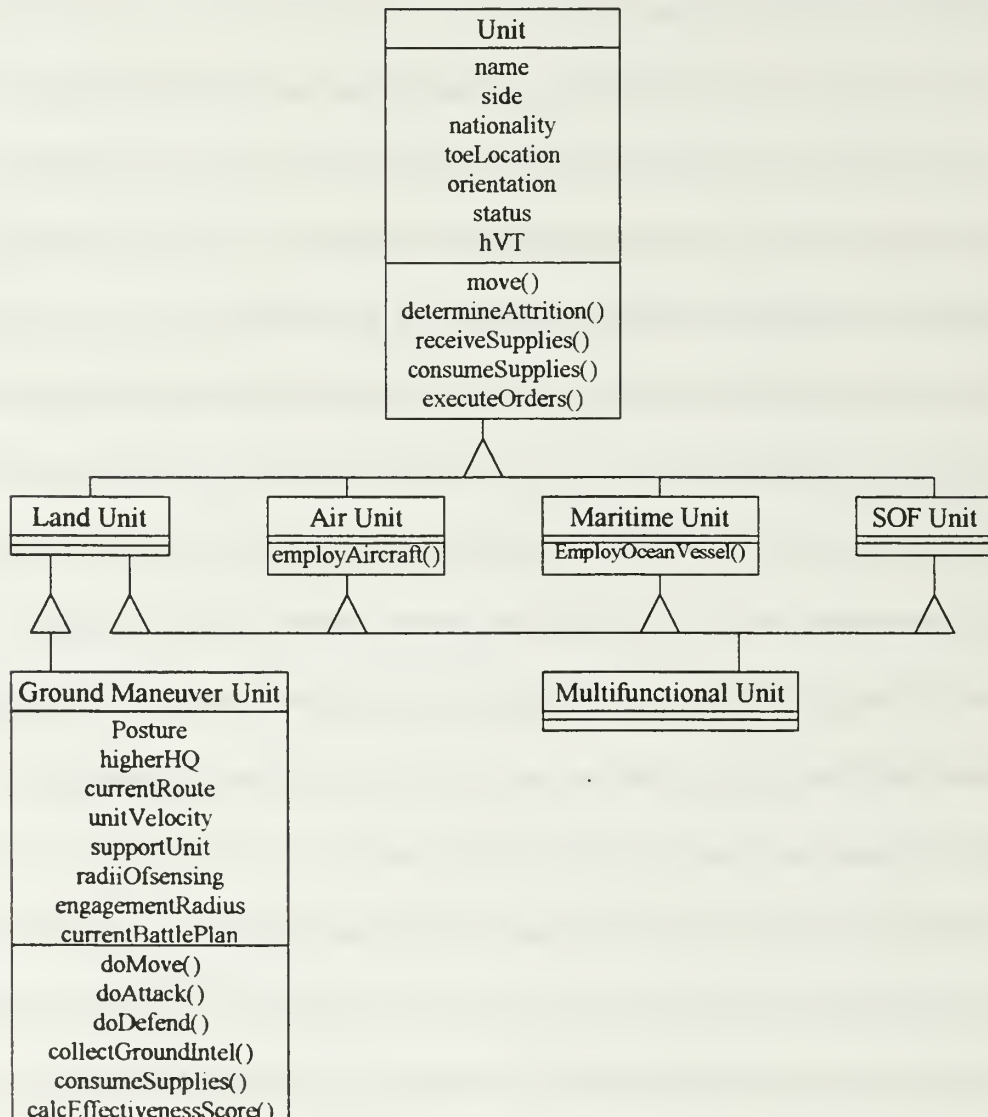 Unit
name
side
nationality
toeLocation
orientation
status
hVT
move()
determineAttrition()
receiveSupplies()
consumeSupplies()
executeOrders()
Land Unit
Air Unit
employAircraft()
Maritime Unit
EmployOceanVessel()
SOF Unit
Ground Maneuver Unit
Posture
higherHQ
currentRoute
unitVelocity
supportUnit
radiiOfsensing
engagementRadius
currentBattlePlan
doMove()
doAttack()
doDefend()
collectGroundIntel()
consumeSupplies()
calcEffectivenessScore()
Multifunctional Unit